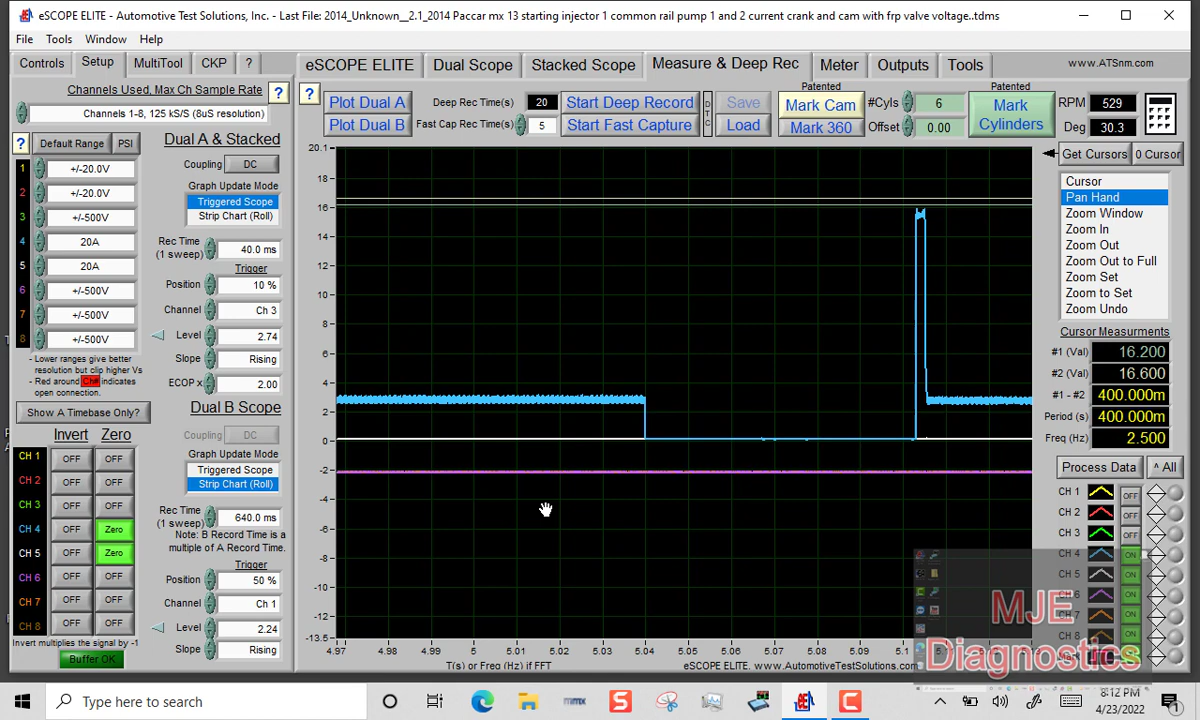 eSCOPE ELITE - Automotive Test Solutions, Inc. - Last File: 2014_Unknown__2.1_2014 Paccar mx 13 starting injector 1 common rail pump 1 and 2 current crank and cam with frp valve voltage..tdms
File Tools Window Help
Controls Setup MultiTool CKP ?
eSCOPE ELITE Dual Scope Stacked Scope Measure & Deep Rec Meter Outputs Tools www.ATSnm.com
Channels Used, Max Ch Sample Rate ?
Channels 1-8, 125 kS/S (8uS resolution)
? Default Range PSI
1 +/-20.0V
2 +/-20.0V
3 +/-500V
4 20A
5 20A
6 +/-500V
7 +/-500V
8 +/-500V
- Lower ranges give better
resolution but clip higher Vs
- Red around Ch# indicates
open connection.
Show A Timebase Only?
Invert Zero
CH 1 OFF OFF
CH 2 OFF OFF
CH 3 OFF OFF
CH 4 OFF Zero
CH 5 OFF Zero
CH 6 OFF OFF
CH 7 OFF OFF
CH 8 OFF OFF
Invert multiplies the signal by -1
Buffer OK
Dual A & Stacked
Coupling DC
Graph Update Mode
Triggered Scope
Strip Chart (Roll)
Rec Time
(1 sweep) 40.0 ms
Trigger
Position 10 %
Channel Ch 3
Level 2.74
Slope Rising
ECOP x 2.00
Dual B Scope
Coupling DC
Graph Update Mode
Triggered Scope
Strip Chart (Roll)
Rec Time
(1 sweep) 640.0 ms
Note: B Record Time is a
multiple of A Record Time.
Trigger
Position 50 %
Channel Ch 1
Level 2.24
Slope Rising
? Plot Dual A Deep Rec Time(s) 20 Start Deep Record DTC Save
Plot Dual B Fast Cap Rec Time(s) 5 Start Fast Capture Load
Patented
Mark Cam
Mark 360
#Cyls 6
Offset 0.00
Patented
Mark
Cylinders
RPM 529
Deg 30.3
20.1
18
16
14
12
10
8
6
4
2
0
-2
-4
-6
-8
-10
-12
-13.5
4.97 4.99 5.01 5.02 5.04 5.06 5.08 5.09 5.11 5.13 5.14 5.16
T(s) or Freq (Hz) if FFT eSCOPE ELITE. www.AutomotiveTestSolutions.com
Get Cursors 0 Cursor
Cursor
Pan Hand
Zoom Window
Zoom In
Zoom Out
Zoom Out to Full
Zoom Set
Zoom to Set
Zoom Undo
Cursor Measurments
#1 (Val) 16.200
#2 (Val) 16.600
#1 - #2 400.000m
Period (s) 400.000m
Freq (Hz) 2.500
Process Data ^ All
CH 1 OFF
CH 2 OFF
CH 3 OFF
CH 4 ON
CH 5 ON
CH 6 ON
CH 7 ON
CH 8 ON
MJE
Diagnostics
Type here to search
8:12 PM
4/23/2022